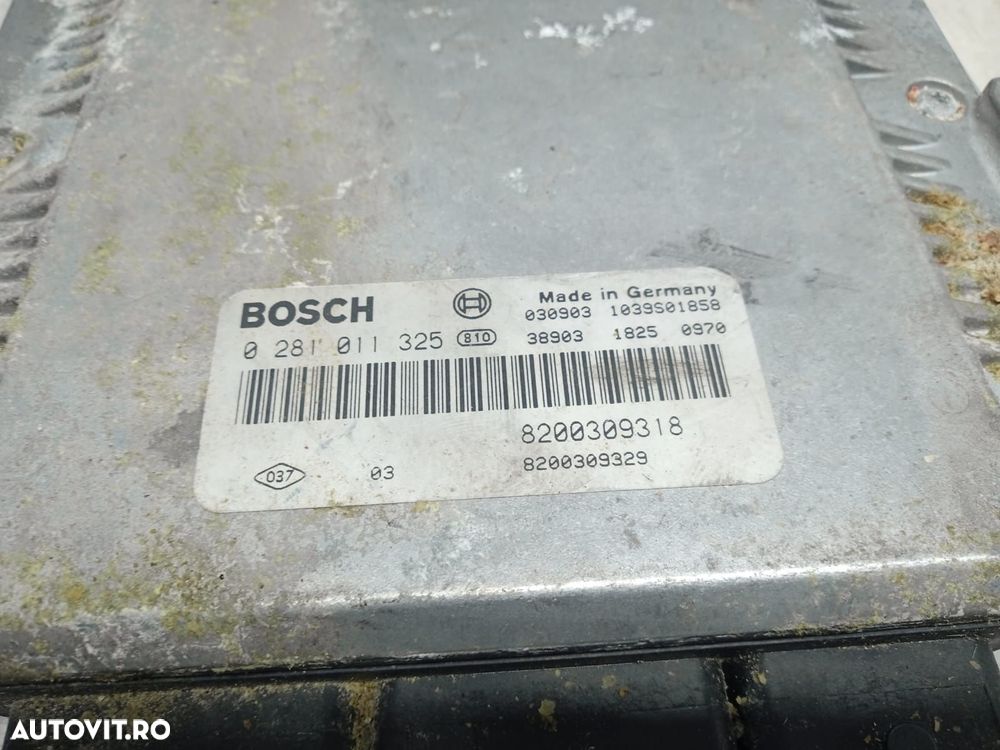 BOSCH
Made in Germany
030903 1039S01858
0 281 011 325 810 38903 1825 0970
8200309318
037 03 8200309329
AUTOVIT.RO